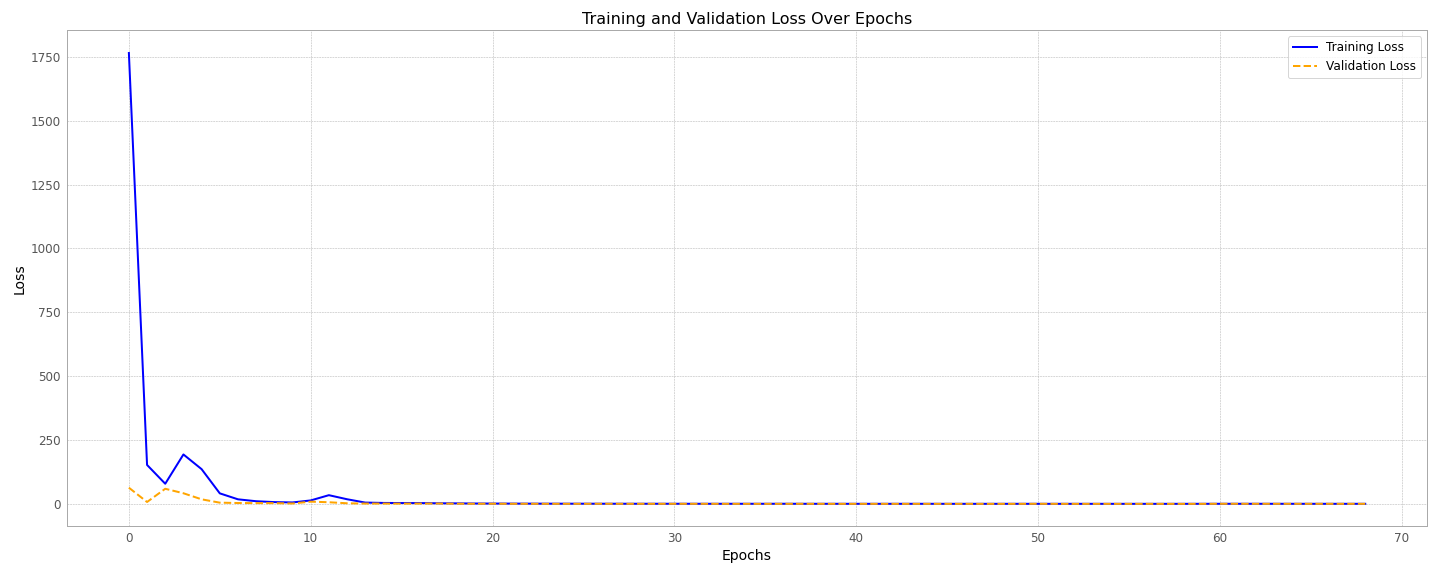 Training and Validation Loss Over Epochs
Training Loss
Validation Loss
1750
1500
1250
1000
750
500
250
0
Loss
0 10 20 30 40 50 60 70
Epochs